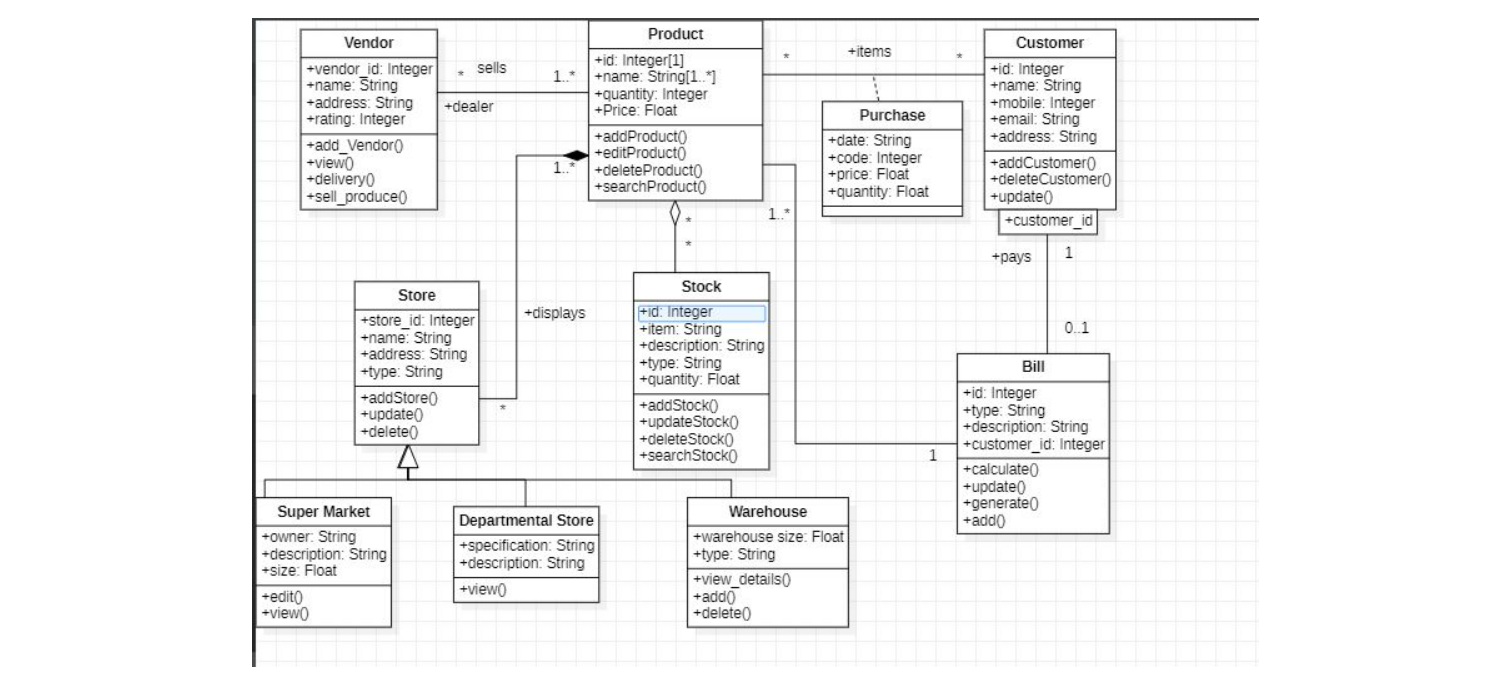 Vendor
+vendor_id: Integer
+name: String
+address: String
+rating: Integer
+add_Vendor()
+view()
+delivery()
+sell_produce()
* sells 1..*
+dealer
Product
+id: Integer[1]
+name: String[1..*]
+quantity: Integer
+Price: Float
+addProduct()
+editProduct()
+deleteProduct()
+searchProduct()
* +items *
Purchase
+date: String
+code: Integer
+price: Float
+quantity: Float
Customer
+id: Integer
+name: String
+mobile: Integer
+email: String
+address: String
+addCustomer()
+deleteCustomer()
+update()
+customer_id
+pays 1
0..1
1..*
1..*
*
*
+displays
*
1
Store
+store_id: Integer
+name: String
+address: String
+type: String
+addStore()
+update()
+delete()
Stock
+id: Integer
+item: String
+description: String
+type: String
+quantity: Float
+addStock()
+updateStock()
+deleteStock()
+searchStock()
Bill
+id: Integer
+type: String
+description: String
+customer_id: Integer
+calculate()
+update()
+generate()
+add()
Super Market
+owner: String
+description: String
+size: Float
+edit()
+view()
Departmental Store
+specification: String
+description: String
+view()
Warehouse
+warehouse size: Float
+type: String
+view_details()
+add()
+delete()